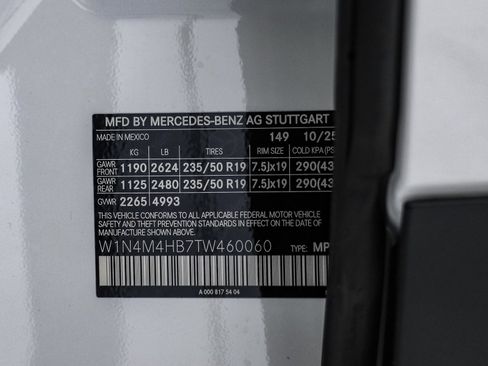 MFD BY MERCEDES-BENZ AG STUTTGART
MADE IN MEXICO 149 10/25
KG LB TIRES RIM SIZE COLD KPA(PS
GAWR FRONT 1190 2624 235/50 R19 7.5Jx19 290(43
GAWR REAR 1125 2480 235/50 R19 7.5Jx19 290(43
GVWR 2265 4993
THIS VEHICLE CONFORMS TO ALL APPLICABLE FEDERAL MOTOR VEHICLE
SAFETY AND THEFT PREVENTION STANDARDS IN EFFECT ON THE DATE
OF MANUFACTURE SHOWN ABOVE.
W1N4M4HB7TW460060 TYPE: MP
A 000 817 54 04